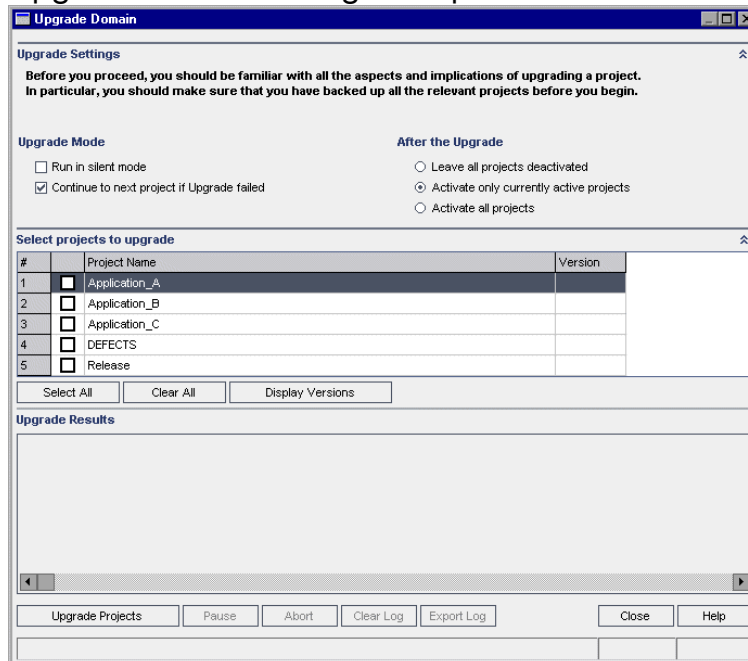 Upgrade Domain
Upgrade Settings
Before you proceed, you should be familiar with all the aspects and implications of upgrading a project.
In particular, you should make sure that you have backed up all the relevant projects before you begin.
Upgrade Mode
After the Upgrade
Run in silent mode
Leave all projects deactivated
Continue to next project if Upgrade failed
Activate only currently active projects
Activate all projects
Select projects to upgrade
# Project Name Version
1 Application_A
2 Application_B
3 Application_C
4 DEFECTS
5 Release
Select All Clear All Display Versions
Upgrade Results
Upgrade Projects Pause Abort Clear Log Export Log Close Help